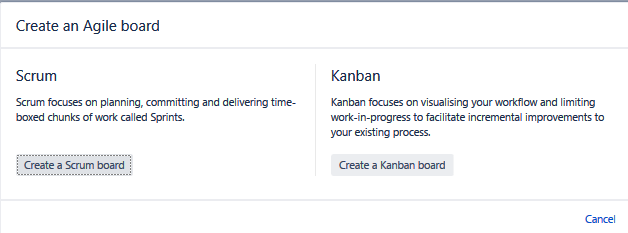 Create an Agile board
Scrum
Scrum focuses on planning, committing and delivering time-
boxed chunks of work called Sprints.
Create a Scrum board
Kanban
Kanban focuses on visualising your workflow and limiting
work-in-progress to facilitate incremental improvements to
your existing process.
Create a Kanban board
Cancel